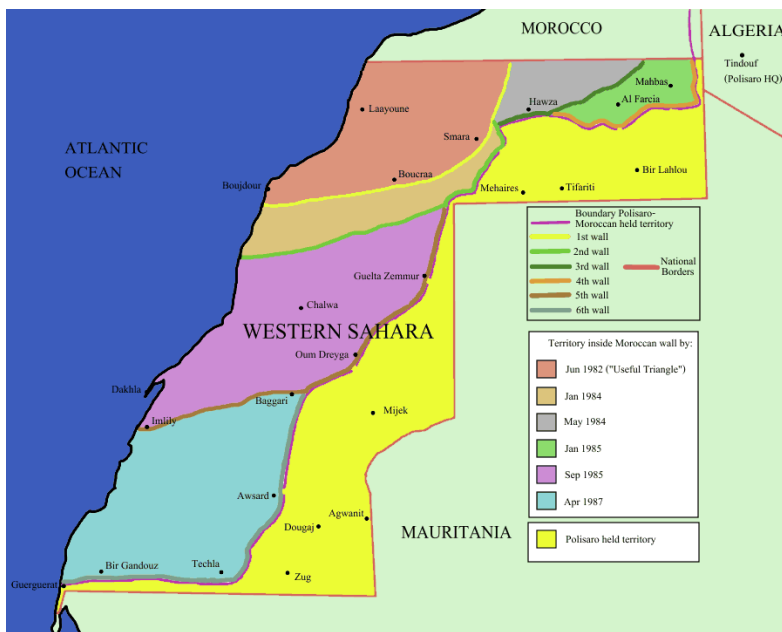 MOROCCO
ALGERIA
Tindouf
(Polisaro HQ)
Mahbas
Al Farcia
Hawza
Laayoune
Smara
ATLANTIC
OCEAN
Boucraa
Boujdour
Bir Lahlou
Mehaires
Tifariti
Boundary Polisaro-
Moroccan held territory
1st wall
2nd wall
3rd wall
4th wall
5th wall
6th wall
National
Borders
Guelta Zemmur
Chalwa
WESTERN SAHARA
Oum Dreyga
Dakhla
Baggari
Imlily
Mijek
Territory inside Moroccan wall by:
Jun 1982 ("Useful Triangle")
Jan 1984
May 1984
Jan 1985
Sep 1985
Apr 1987
Awsard
Agwanit
Dougaj
MAURITANIA
Polisaro held territory
Bir Gandouz
Techla
Zug
Guerguerat